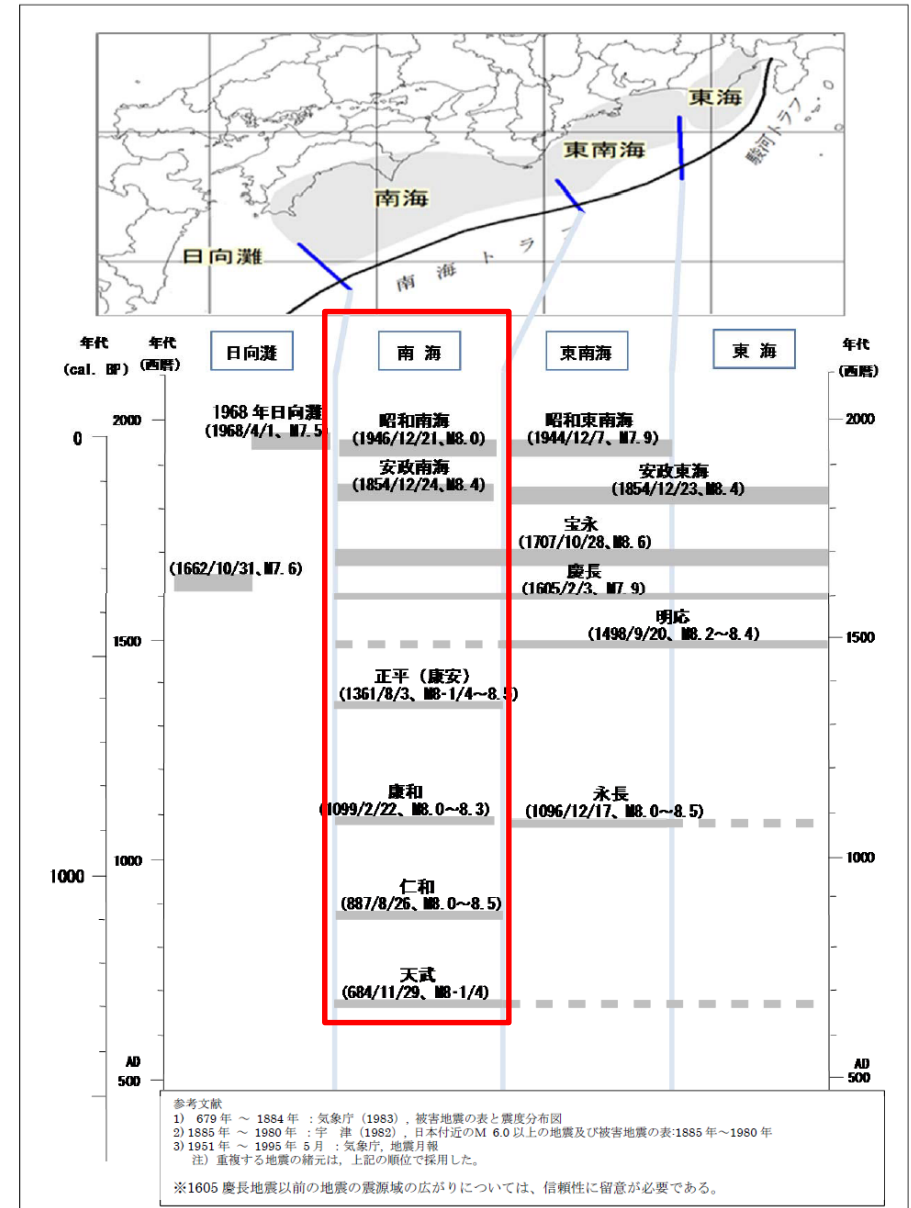 東海
東南海
駿河トラフ
南海
日向灘
南海トラフ
年代
(cal. BP)
年代
(西暦)
日向灘
南 海
東南海
東 海
年代
(西暦)
1968 年日向灘
(1968/4/1、M7.5)
昭和南海
(1946/12/21、M8.0)
昭和東南海
(1944/12/7、M7.9)
2000
2000
0
安政南海
(1854/12/24、M8.4)
安政東海
(1854/12/23、M8.4)
宝永
(1707/10/28、M8.6)
(1662/10/31、M7.6)
慶長
(1605/2/3、M7.9)
明応
(1498/9/20、M8.2～8.4)
1500
1500
正平（康安）
(1361/8/3、M8-1/4～8.5)
康和
(1099/2/22、M8.0～8.3)
永長
(1096/12/17、M8.0～8.5)
1000
1000
1000
仁和
(887/8/26、M8.0～8.5)
天武
(684/11/29、M8-1/4)
AD
500
AD
500
参考文献
1) 679 年 ～ 1884 年 ：気象庁（1983）, 被害地震の表と震度分布図
2) 1885 年 ～ 1980 年 ：宇 津（1982）, 日本付近のM 6.0 以上の地震及び被害地震の表:1885 年～1980 年
3) 1951 年 ～ 1995 年 5 月 ：気象庁, 地震月報
注）重複する地震の緒元は, 上記の順位で採用した。
※1605 慶長地震以前の地震の震源域の広がりについては、信頼性に留意が必要である。